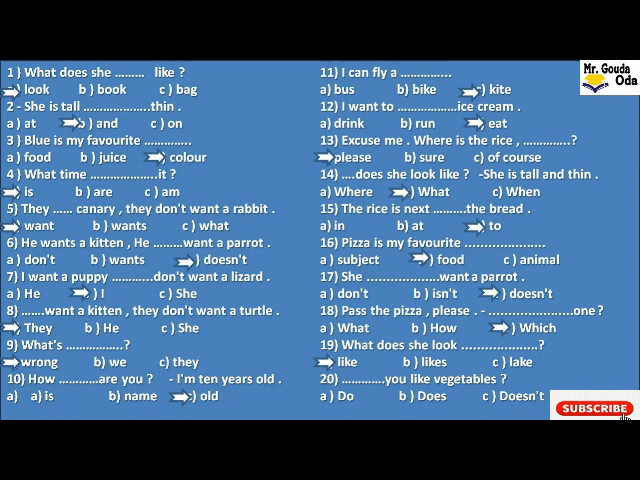 1 } What does she ……… like ?
) look b ) book c ) bag
2 - She is tall ………………..thin .
a ) at ) and c ) on
3 } Blue is my favourite …………..
a ) food b ) juice ) colour
4 } What time ………………..it ?
) is b ) are c ) am
5) They …… canary , they don't want a rabbit .
) want b ) wants c ) what
6) He wants a kitten , He ………want a parrot .
a ) don't b ) wants ) doesn't
7) I want a puppy …………don't want a lizard .
a ) He ) I c ) She
8) …….want a kitten , they don't want a turtle .
) They b ) He c ) She
9) What's ……………..?
wrong b) we c) they
10) How …………are you ? - I'm ten years old .
a) a) is b) name ) old
11) I can fly a …………...
a) bus b) bike ) kite
12) I want to ………………ice cream .
a) drink b) run ) eat
13) Excuse me . Where is the rice , …………..?
please b) sure c) of course
14) ….does she look like ? -She is tall and thin .
a) Where ) What c) When
15) The rice is next ……….the bread .
a) in b) at ) to
16) Pizza is my favourite .....................
a ) subject ) food c ) animal
17) She ...................want a parrot .
a ) don't b ) isn't ) doesn't
18) Pass the pizza , please . - ......................one ?
a ) What b ) How ) Which
19) What does she look ....................?
) like b ) likes c ) lake
20) ………….you like vegetables ?
a ) Do b ) Does c ) Doesn't
Mr. Gouda
Oda
SUBSCRIBE